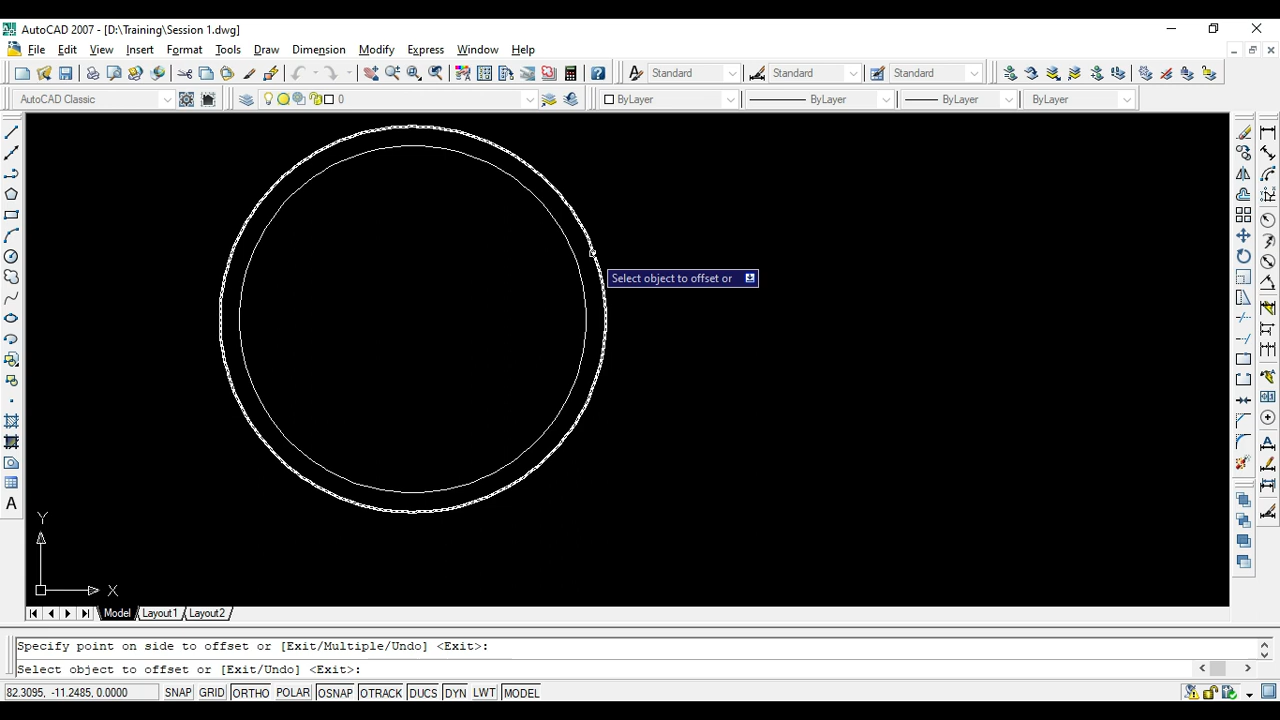 AutoCAD 2007 - [D:\Training\Session 1.dwg]
File Edit View Insert Format Tools Draw Dimension Modify Express Window Help
Standard Standard Standard
AutoCAD Classic 0 ByLayer ByLayer ByLayer ByLayer
Select object to offset or
Y
X
A
Model Layout1 Layout2
Specify point on side to offset or [Exit/Multiple/Undo] <Exit>:
Select object to offset or [Exit/Undo] <Exit>:
82.3095, -11.2485, 0.0000 SNAP GRID ORTHO POLAR OSNAP OTRACK DUCS DYN LWT MODEL